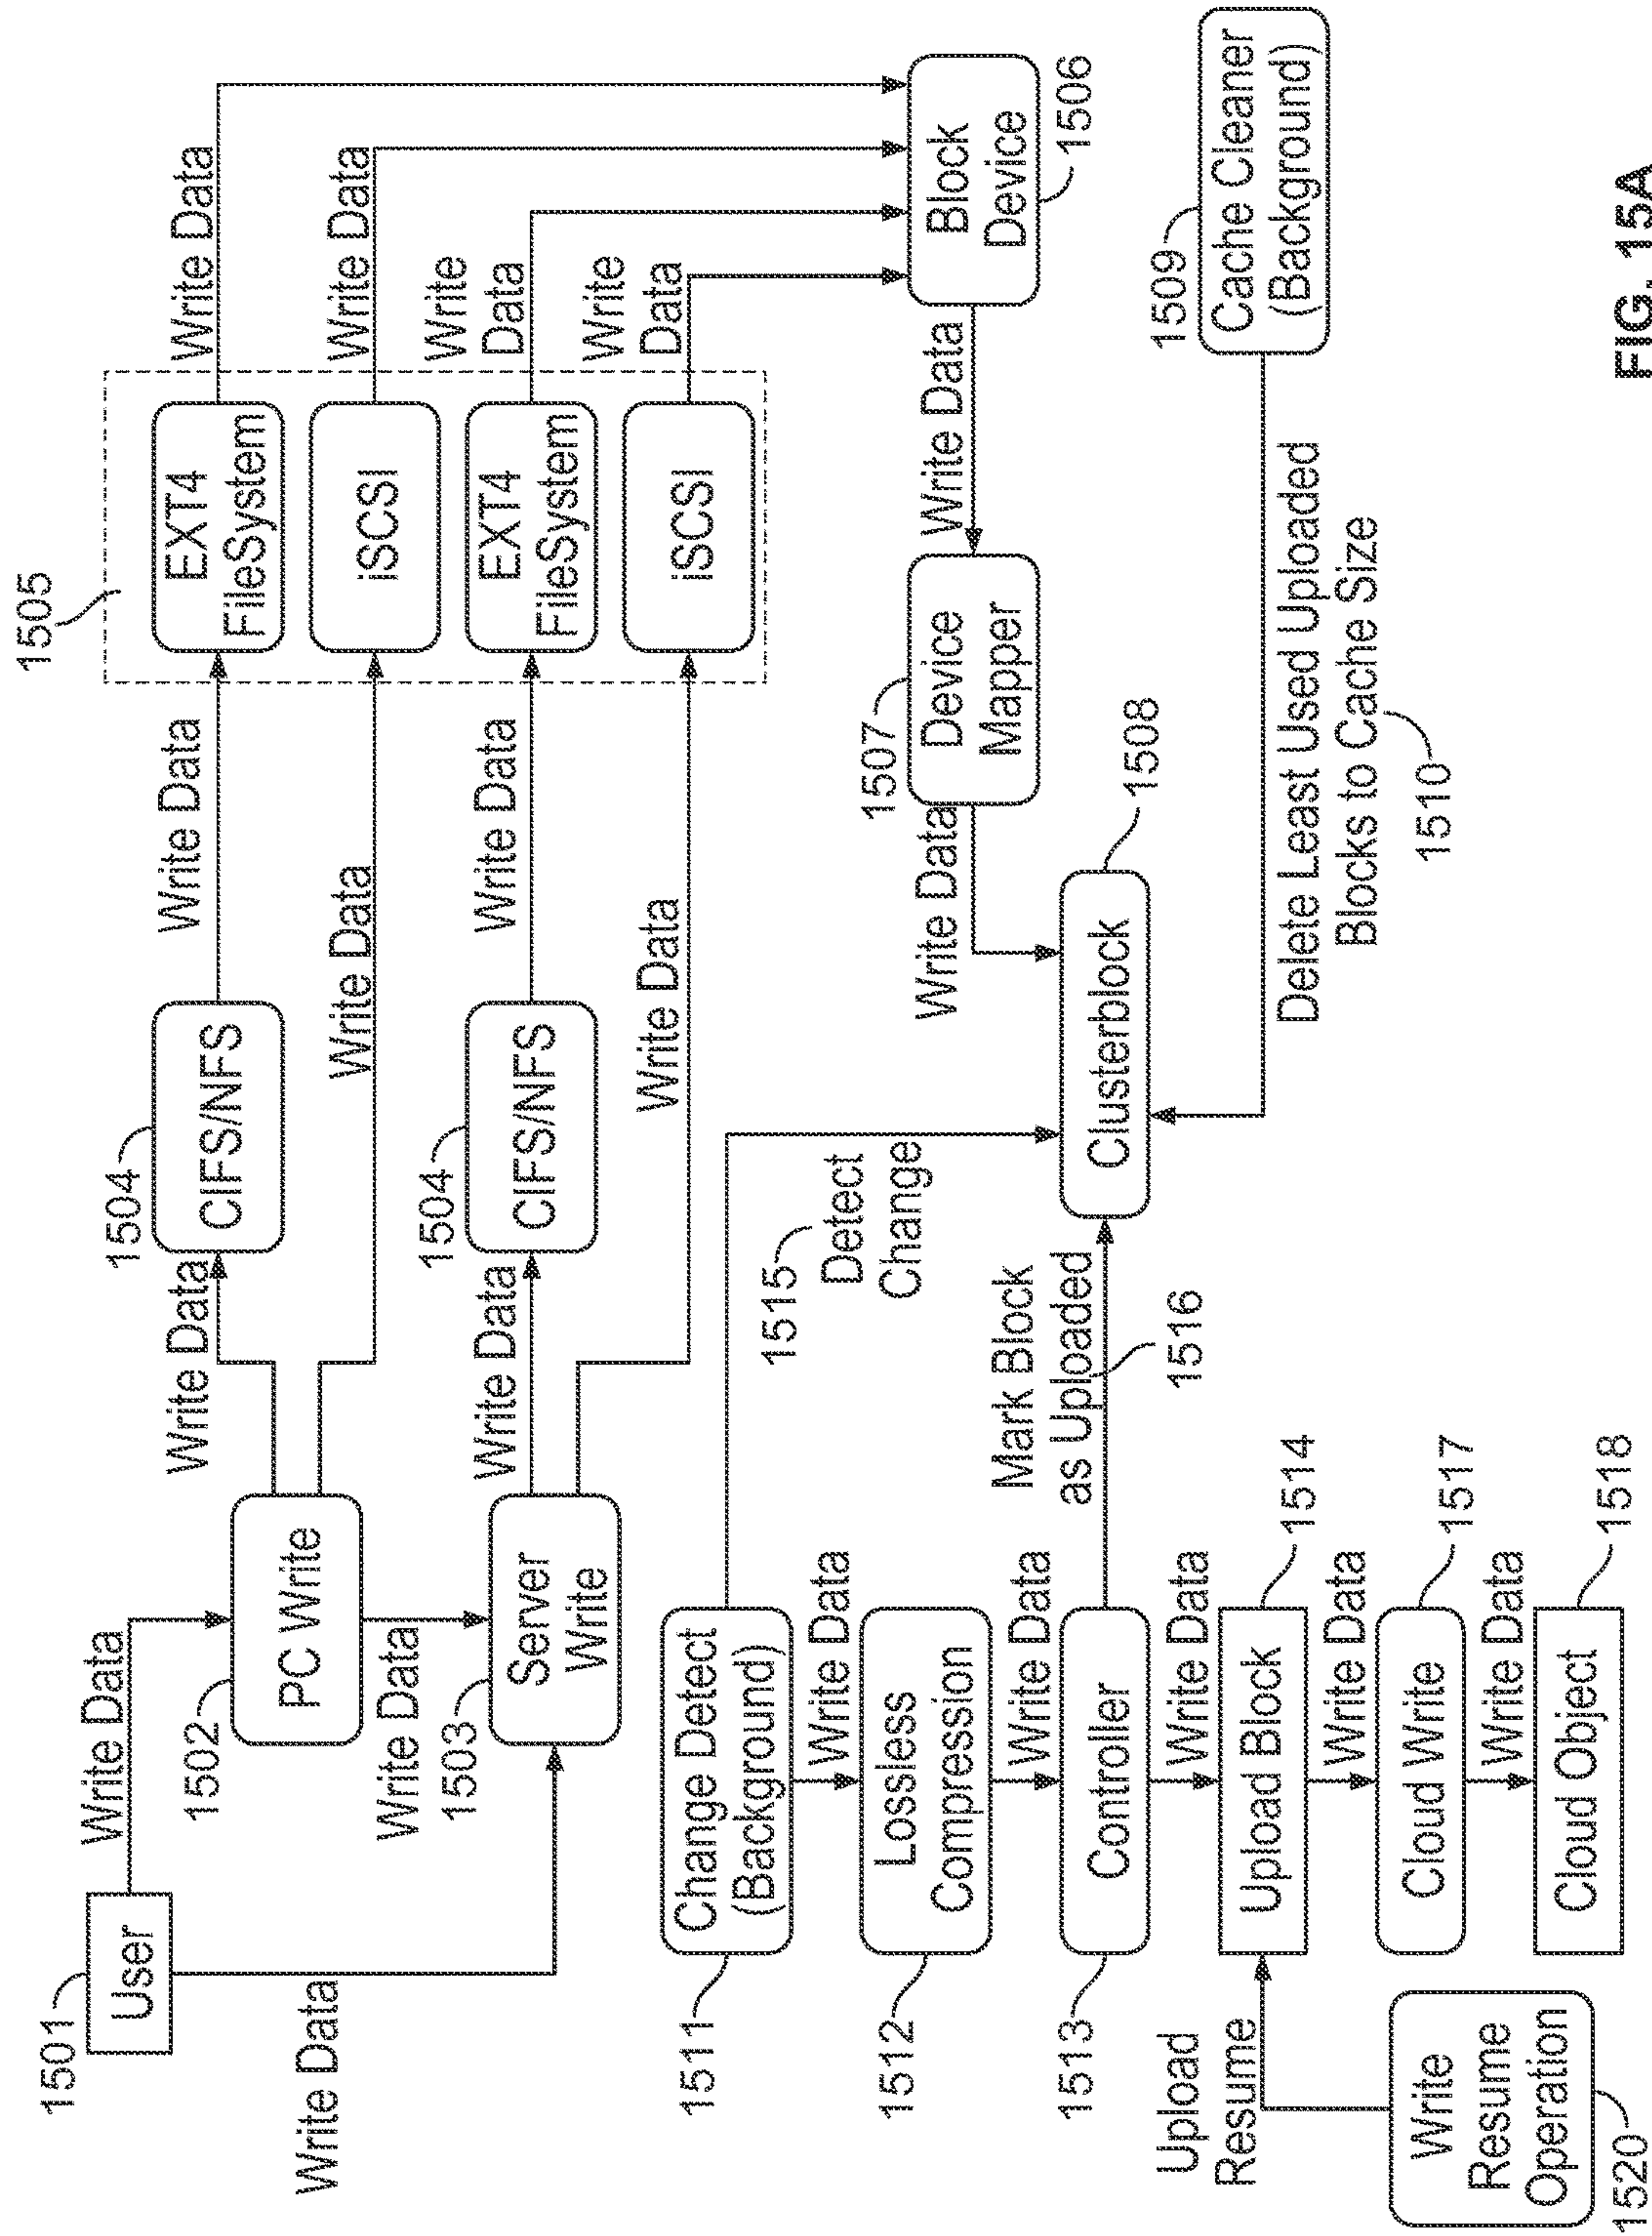 1501
User
Write Data
Write Data
1502
PC Write
Write Data
1503
Server
Write
Write Data
1504
CIFS/NFS
Write Data
Write Data
Write Data
1504
CIFS/NFS
Write Data
Write Data
1505
EXT4
FileSystem
iSCSI
EXT4
FileSystem
iSCSI
Write Data
Write Data
Write
Data
Write
Data
Block
Device
1506
Write Data
1507
Device
Mapper
Write Data
Clusterblock
1508
1509
Cache Cleaner
(Background)
Delete Least Used Uploaded
Blocks to Cache Size
1510
1511
Change Detect
(Background)
1515
Detect
Change
Write Data
1512
Lossless
Compression
Write Data
1513
Controller
Mark Block
as Uploaded
1516
Write Data
Upload Block
1514
Upload
Resume
Write
Resume
Operation
1520
Write Data
Cloud Write
1517
Write Data
Cloud Object
1518
FIG. 15A